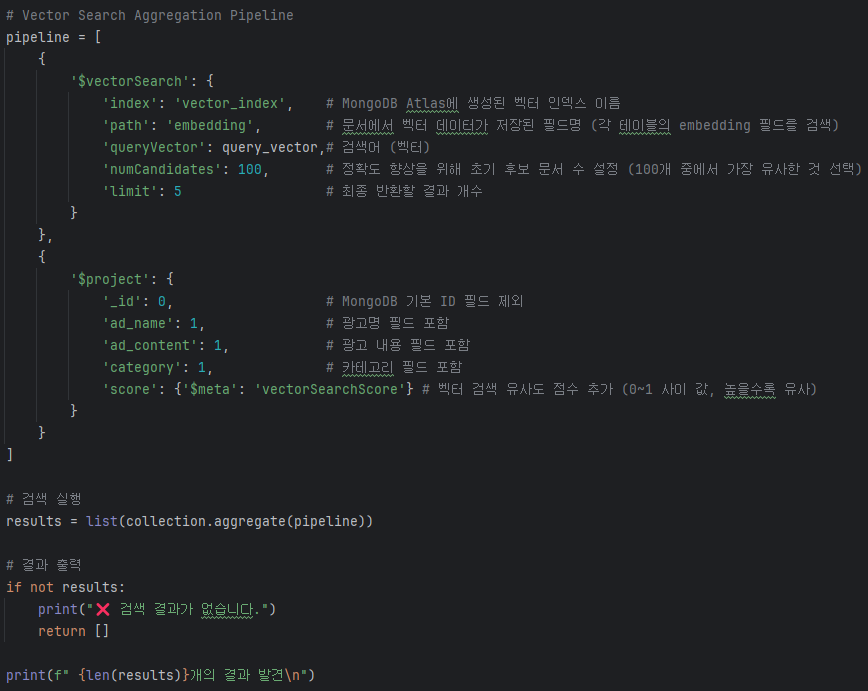 # Vector Search Aggregation Pipeline
pipeline = [
    {
        '$vectorSearch': {
            'index': 'vector_index',    # MongoDB Atlas에 생성된 벡터 인덱스 이름
            'path': 'embedding',        # 문서에서 벡터 데이터가 저장된 필드명 (각 테이블의 embedding 필드를 검색)
            'queryVector': query_vector,# 검색어 (벡터)
            'numCandidates': 100,       # 정확도 향상을 위해 초기 후보 문서 수 설정 (100개 중에서 가장 유사한 것 선택)
            'limit': 5                  # 최종 반환할 결과 개수
        }
    },
    {
        '$project': {
            '_id': 0,                   # MongoDB 기본 ID 필드 제외
            'ad_name': 1,               # 광고명 필드 포함
            'ad_content': 1,            # 광고 내용 필드 포함
            'category': 1,              # 카테고리 필드 포함
            'score': {'$meta': 'vectorSearchScore'} # 벡터 검색 유사도 점수 추가 (0~1 사이 값, 높을수록 유사)
        }
    }
]

# 검색 실행
results = list(collection.aggregate(pipeline))

# 결과 출력
if not results:
    print("❌ 검색 결과가 없습니다.")
    return []

print(f" {len(results)}개의 결과 발견\n")